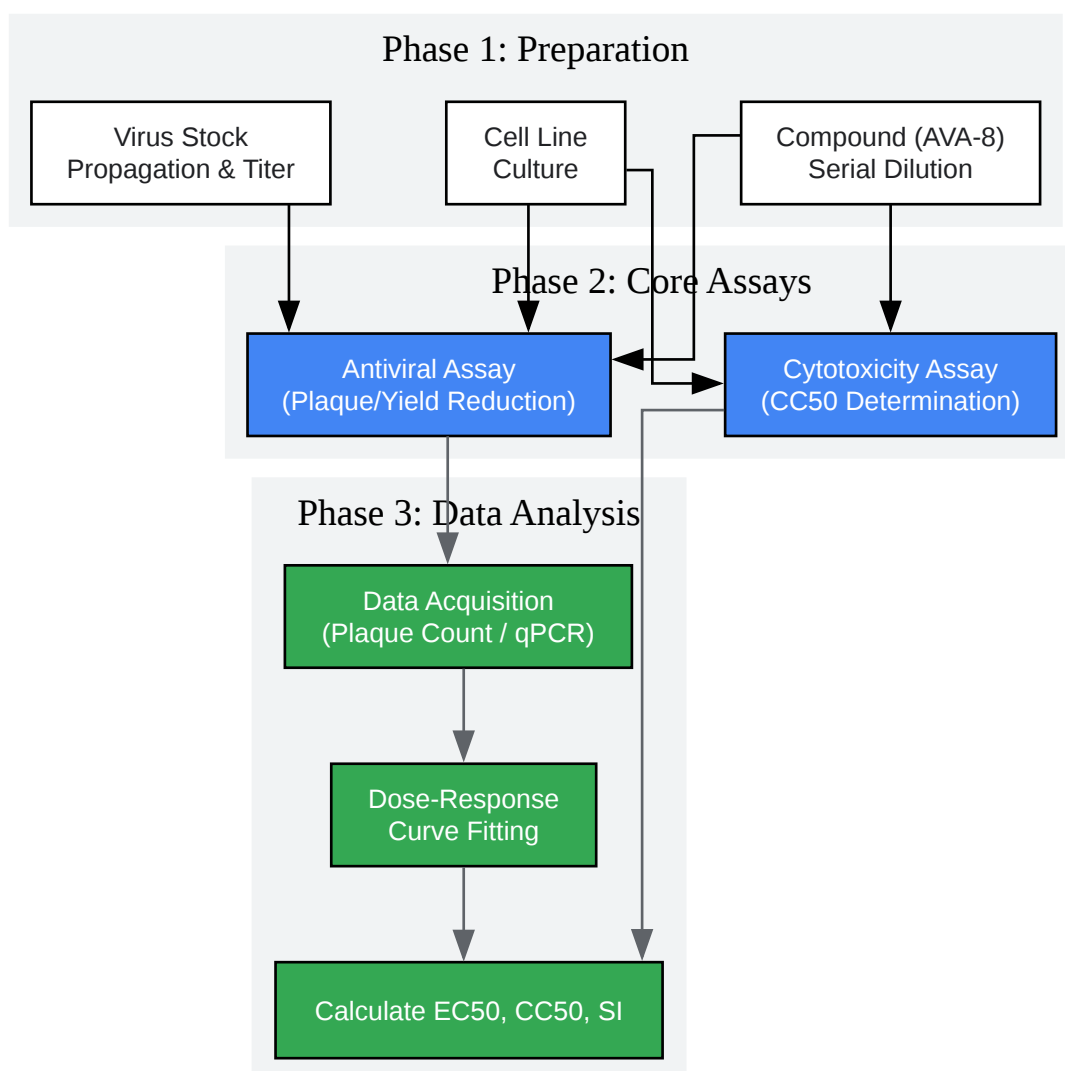 Phase 1: Preparation
Virus Stock
Propagation & Titer
Cell Line
Culture
Compound (AVA-8)
Serial Dilution
Phase 2: Core Assays
Antiviral Assay
(Plaque/Yield Reduction)
Cytotoxicity Assay
(CC50 Determination)
Phase 3: Data Analysis
Data Acquisition
(Plaque Count / qPCR)
Dose-Response
Curve Fitting
Calculate EC50, CC50, SI